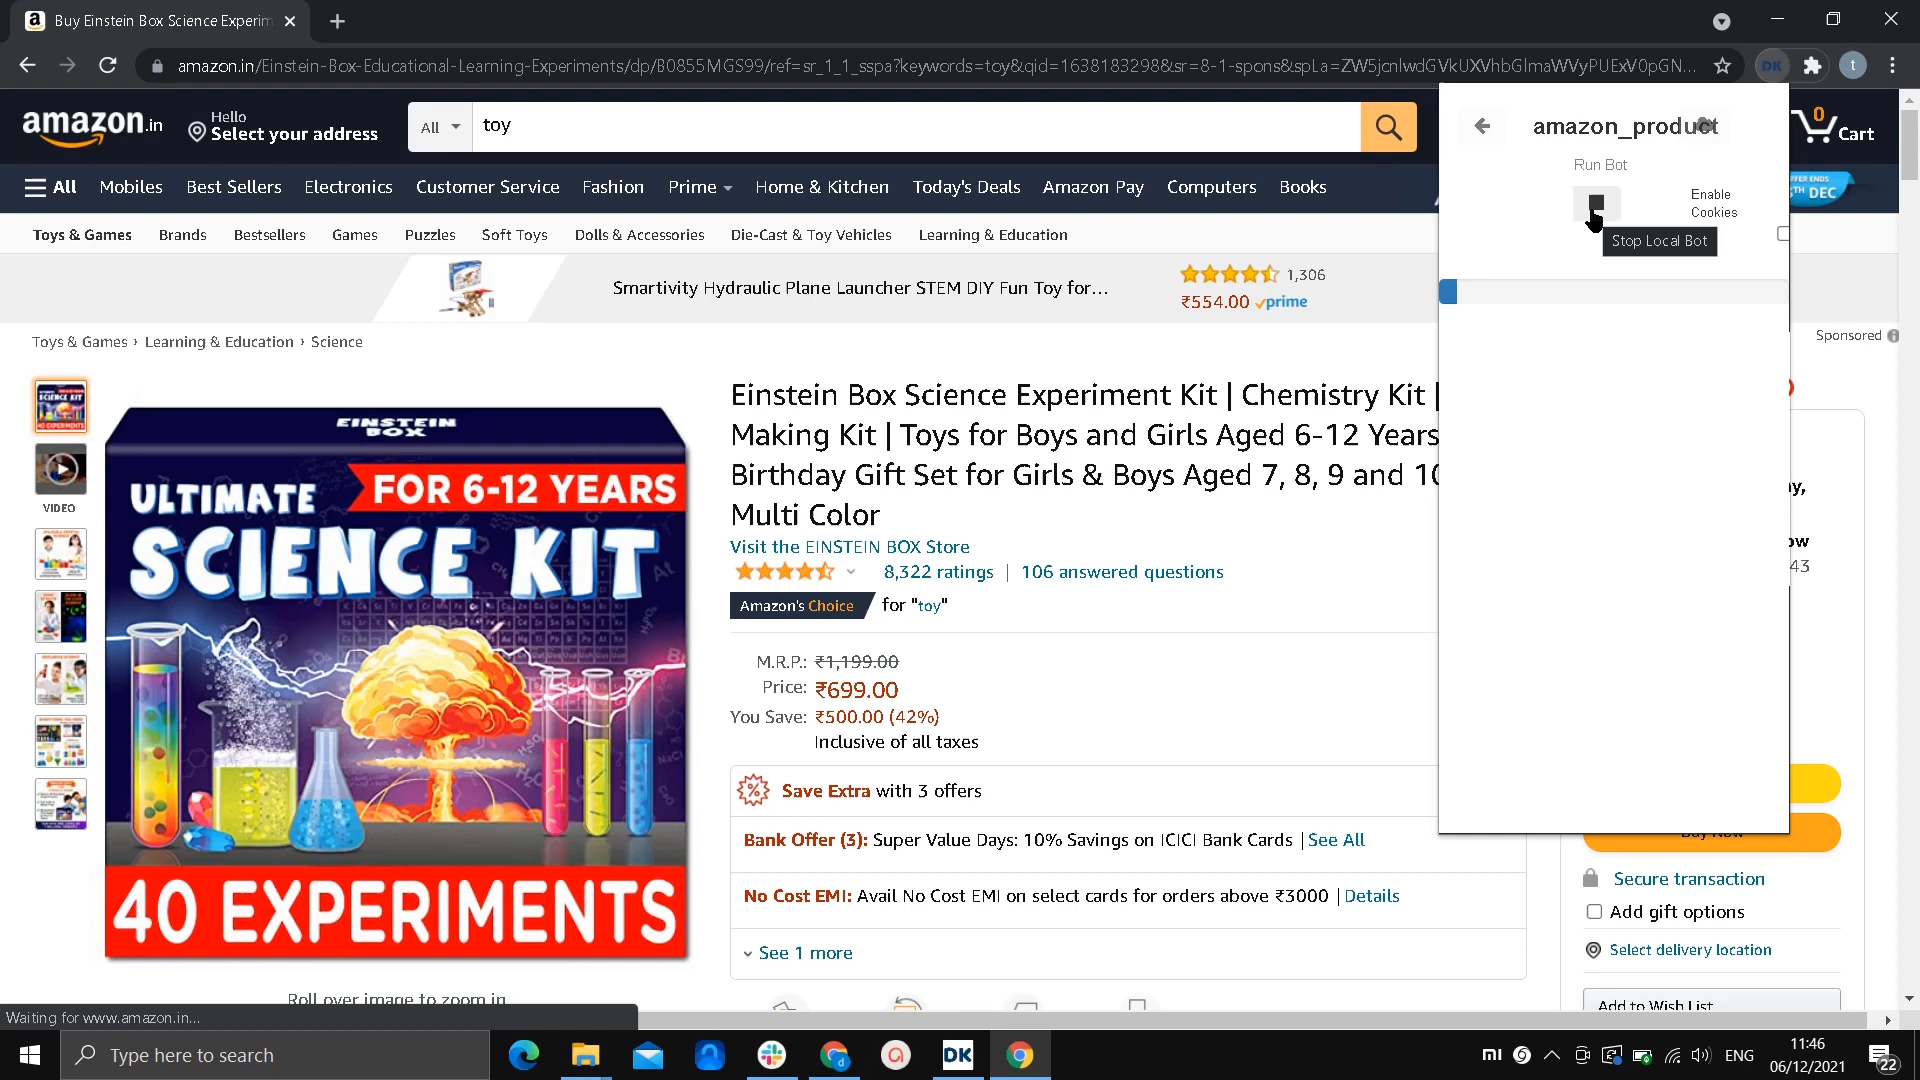 Buy Einstein Box Science Experim
amazon.in/Einstein-Box-Educational-Learning-Experiments/dp/B0855MGS99/ref=sr_1_1_sspa?keywords=toy&qid=1638183298&sr=8-1-spons&spLa=ZW5jcnlwdGVkUXVhbGlmaWVyPUExV0pGN...
DK
t
amazon.in
Hello
Select your address
All
toy
0
Cart
All
Mobiles
Best Sellers
Electronics
Customer Service
Fashion
Prime
Home & Kitchen
Today's Deals
Amazon Pay
Computers
Books
FFER ENDS
TH DEC
amazon_product
Run Bot
Enable
Cookies
Stop Local Bot
Toys & Games
Brands
Bestsellers
Games
Puzzles
Soft Toys
Dolls & Accessories
Die-Cast & Toy Vehicles
Learning & Education
Smartivity Hydraulic Plane Launcher STEM DIY Fun Toy for...
1,306
₹554.00 prime
Sponsored
Toys & Games › Learning & Education › Science
VIDEO
EINSTEIN
BOX
ULTIMATE
FOR 6-12 YEARS
SCIENCE KIT
40 EXPERIMENTS
Roll over image to zoom in
Einstein Box Science Experiment Kit | Chemistry Kit |
Making Kit | Toys for Boys and Girls Aged 6-12 Years
Birthday Gift Set for Girls & Boys Aged 7, 8, 9 and 10
Multi Color
Visit the EINSTEIN BOX Store
8,322 ratings | 106 answered questions
Amazon's Choice for "toy"
M.R.P.: ₹1,199.00
Price: ₹699.00
You Save: ₹500.00 (42%)
Inclusive of all taxes
Save Extra with 3 offers
Bank Offer (3): Super Value Days: 10% Savings on ICICI Bank Cards | See All
No Cost EMI: Avail No Cost EMI on select cards for orders above ₹3000 | Details
See 1 more
ay,
ow
43
Buy Now
Secure transaction
Add gift options
Select delivery location
Add to Wish List
Waiting for www.amazon.in...
Type here to search
DK
ENG
11:46
06/12/2021
22